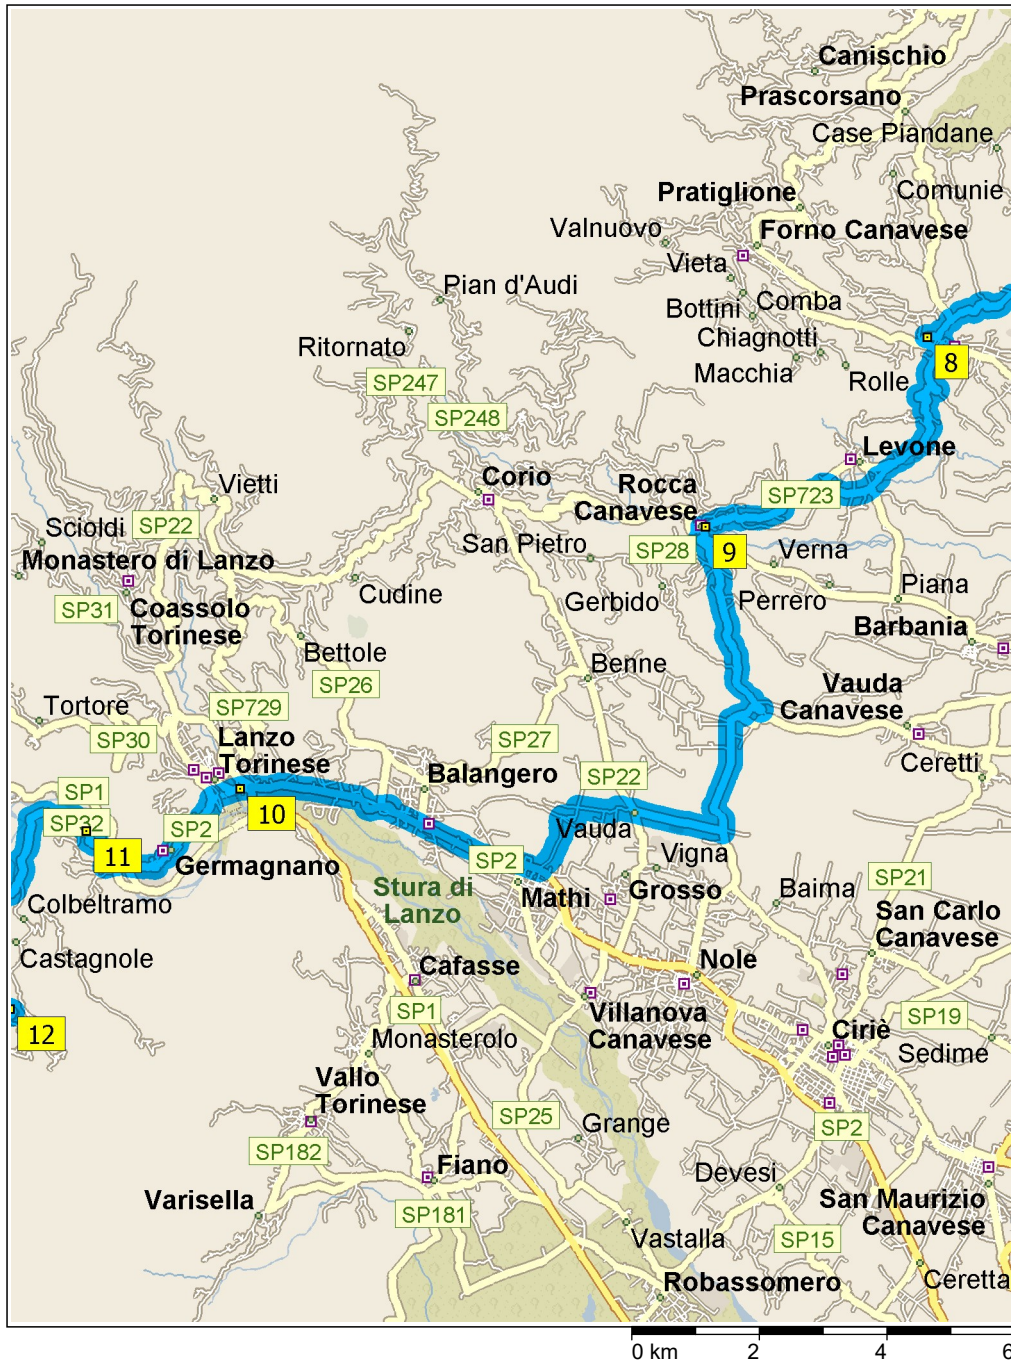 Canischio
Prascorsano
Case Piandane
Comunie
Pratiglione
Valnuovo
Forno Canavese
Vieta
Pian d'Audi
Bottini
Comba
Chiagnotti
Ritornato
Macchia
Rolle
8
SP247
SP248
Levone
Corio
Rocca
Canavese
SP723
Vietti
Scioldi
SP22
San Pietro
SP28
9
Verna
Monastero di Lanzo
Cudine
Gerbido
Perrero
Piana
SP31
Coassolo
Torinese
Barbania
Bettole
Benne
SP26
Vauda
Canavese
Tortore
SP729
SP30
Lanzo
Torinese
SP27
Balangero
SP22
Ceretti
SP1
SP32
SP2
10
Vauda
11
Germagnano
SP2
Vigna
Stura di
Lanzo
Mathi
Grosso
Baima
SP21
Colbeltramo
San Carlo
Canavese
Castagnole
Cafasse
Nole
12
SP1
Villanova
Canavese
Ciriè
SP19
Monasterolo
Sedime
Vallo
Torinese
SP25
Grange
SP2
SP182
Fiano
Devesi
Varisella
SP181
San Maurizio
Canavese
Vastalla
SP15
Robassomero
Ceretta
0 km
2
4
6